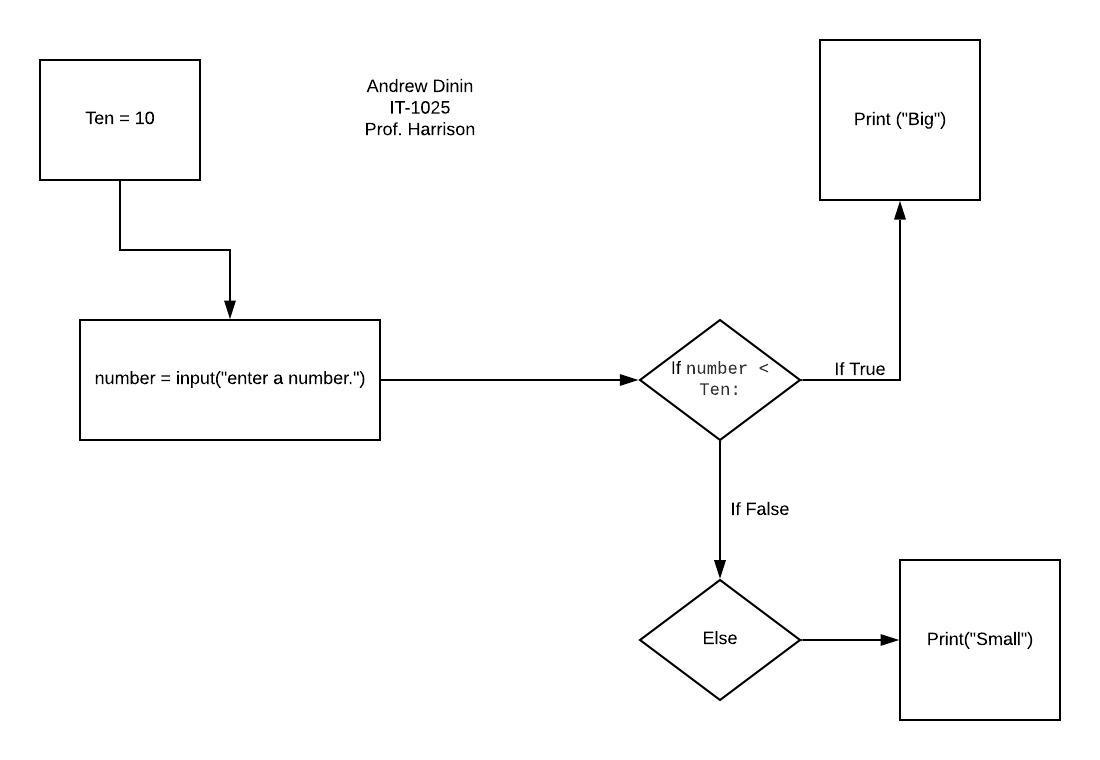 Ten = 10
Andrew Dinin
IT-1025
Prof. Harrison
Print ("Big")
number = input("enter a number.")
If number <
Ten:
If True
If False
Else
Print("Small")